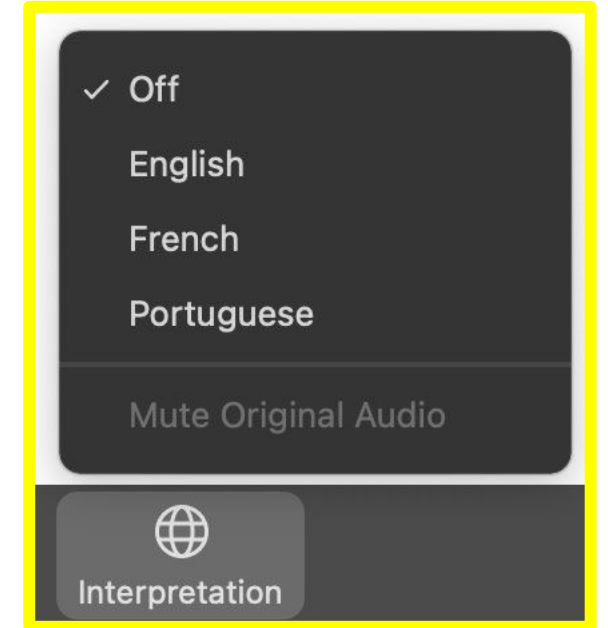 ✓ Off
English
French
Portuguese
Mute Original Audio
Interpretation